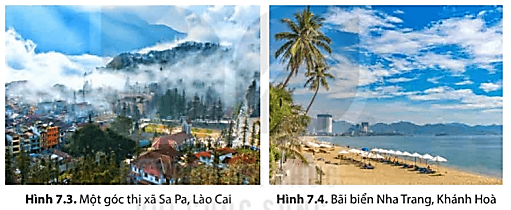 Hình 7.3. Một góc thị xã Sa Pa, Lào Cai
Hình 7.4. Bãi biển Nha Trang, Khánh Hoà